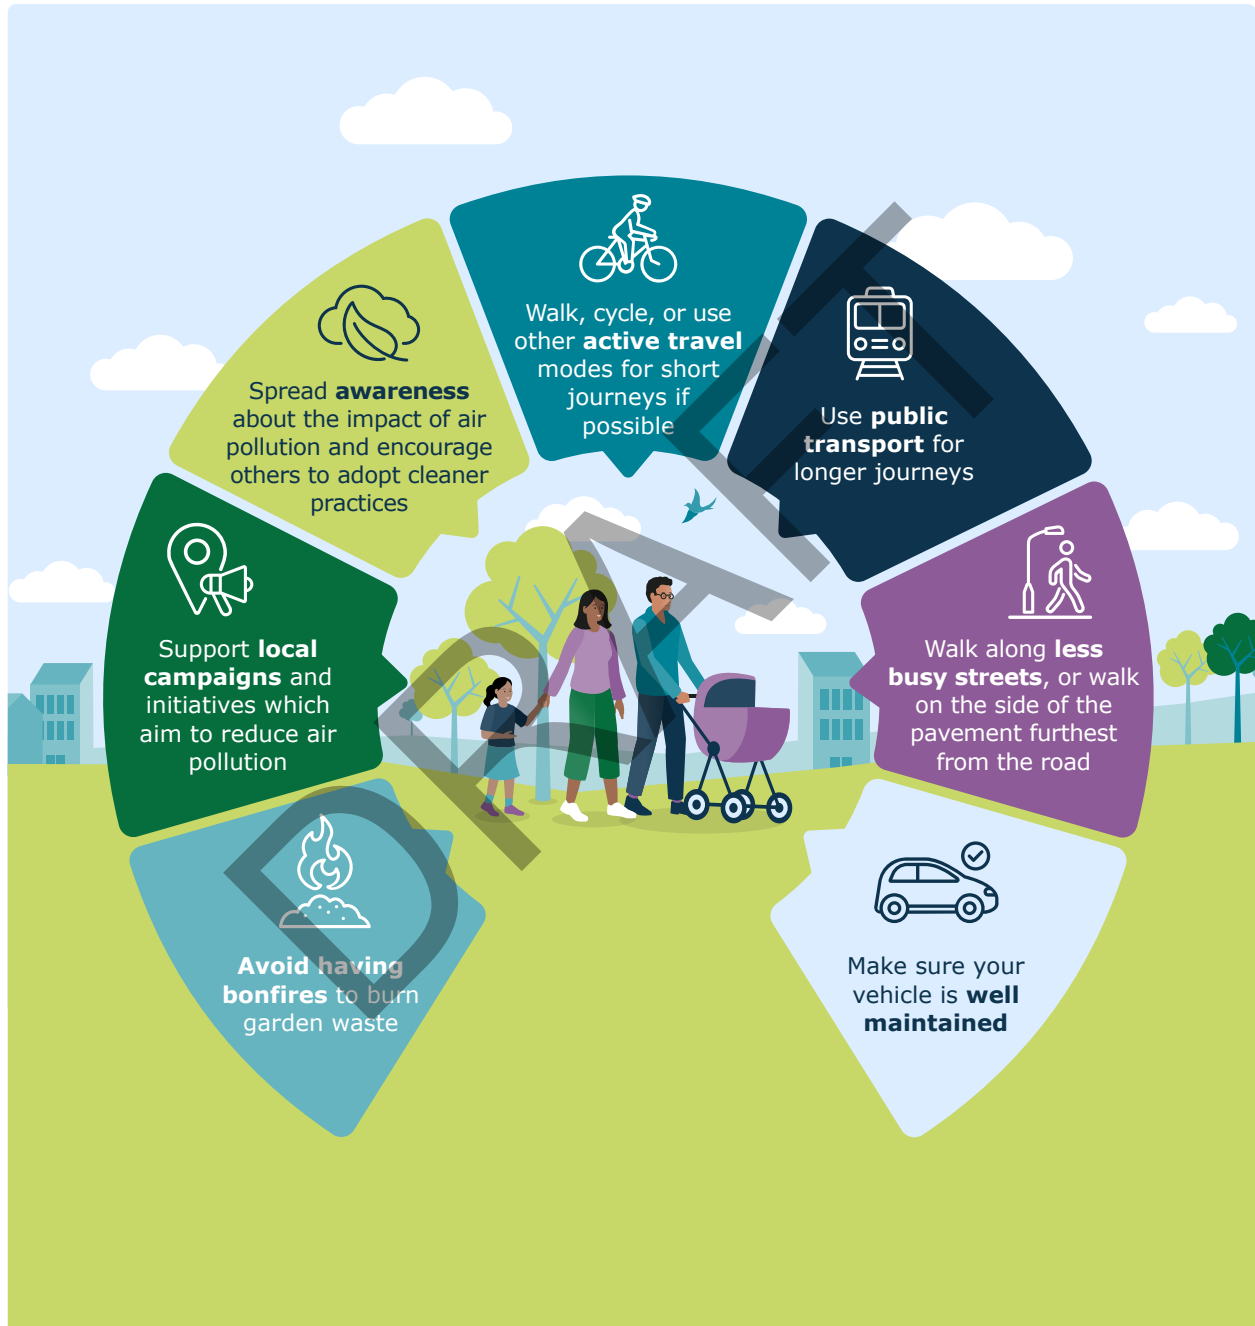 Walk, cycle, or use
other active travel
modes for short
journeys if
possible
Spread awareness
about the impact of air
pollution and encourage
others to adopt cleaner
practices
Use public
transport for
longer journeys
Support local
campaigns and
initiatives which
aim to reduce air
pollution
Walk along less
busy streets, or walk
on the side of the
pavement furthest
from the road
Avoid having
bonfires to burn
garden waste
Make sure your
vehicle is well
maintained
DRAFT